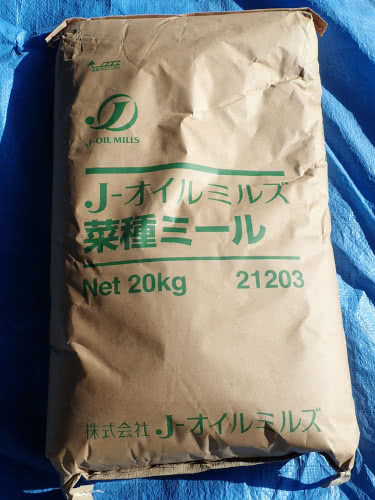 J-OIL MILLS
J-オイルミルズ
菜種ミール
Net 20kg 21203
株式会社 J-オイルミルズ